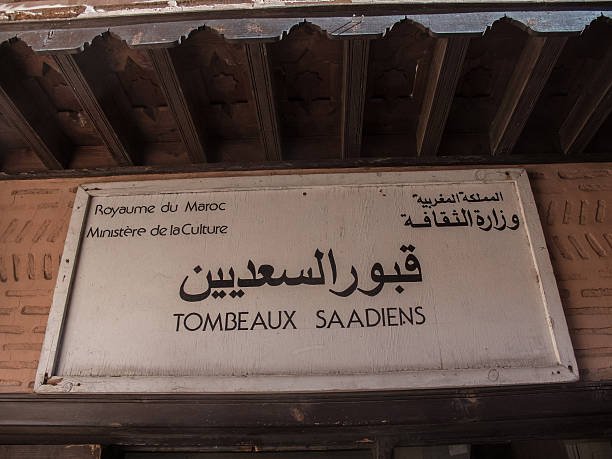 Royaume du Maroc
Ministère de la Culture
المملكة المغربية
وزارة الثقافة
قبور السعديين
TOMBEAUX SAADIENS